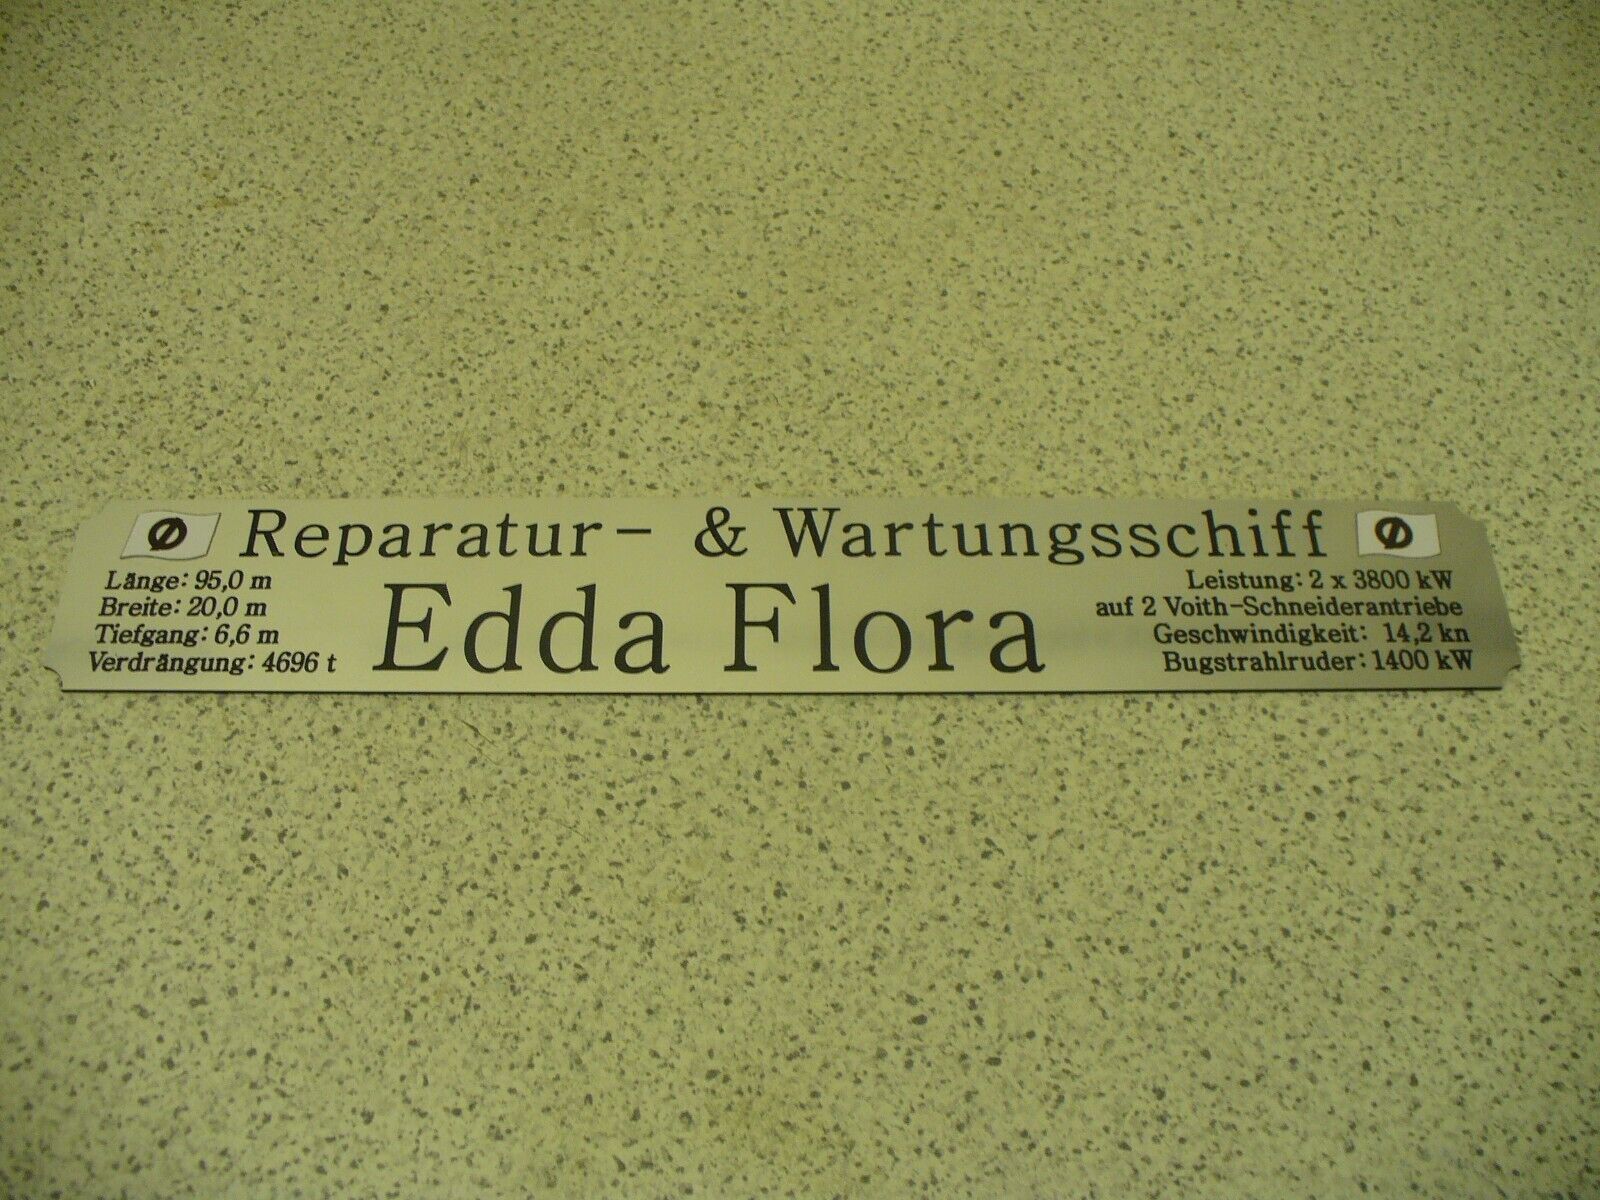 Reparatur- & Wartungsschiff
Edda Flora
Länge: 95,0 m
Breite: 20,0 m
Tiefgang: 6,6 m
Verdrängung: 4696 t
Leistung: 2 x 3800 kW
auf 2 Voith-Schneiderantriebe
Geschwindigkeit: 14,2 kn
Bugstrahlruder: 1400 kW